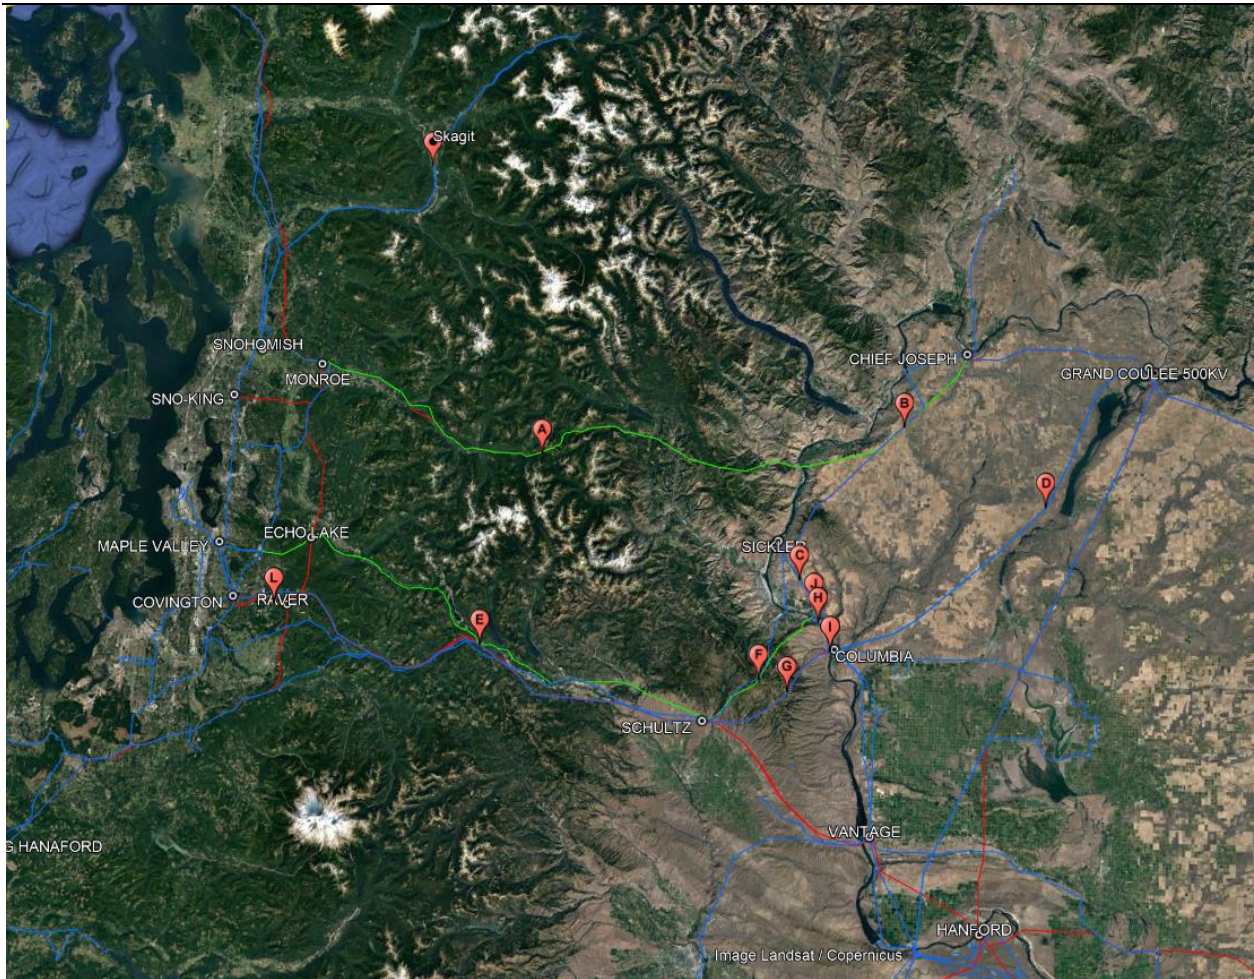 Skagit
SNOHOMISH
MONROE
SNO-KING
CHIEF JOSEPH
GRAND COULEE 500KV
B
A
D
ECHO LAKE
MAPLE VALLEY
SICKLER
C
L
J
COVINGTON
RAVER
H
E
I
COLUMBIA
F
G
SCHULTZ
VANTAGE
G HANAFORD
HANFORD
Image Landsat / Copernicus